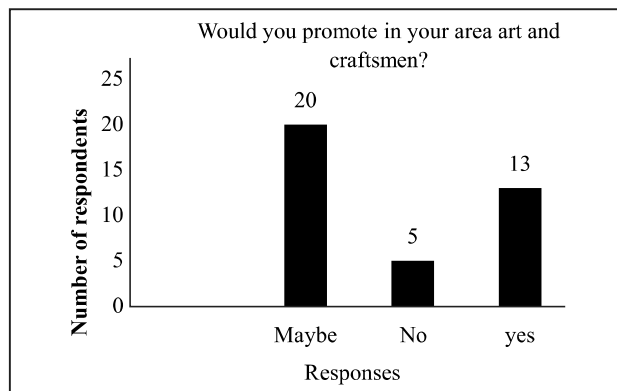 Would you promote in your area art and
craftsmen?
Number of respondents
25
20
15
10
5
0
20
5
13
Maybe No yes
Responses